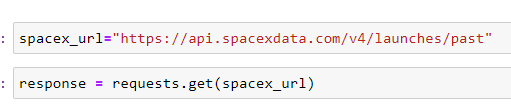 : spacex_url="https://api.spacexdata.com/v4/launches/past"
: response = requests.get(spacex_url)